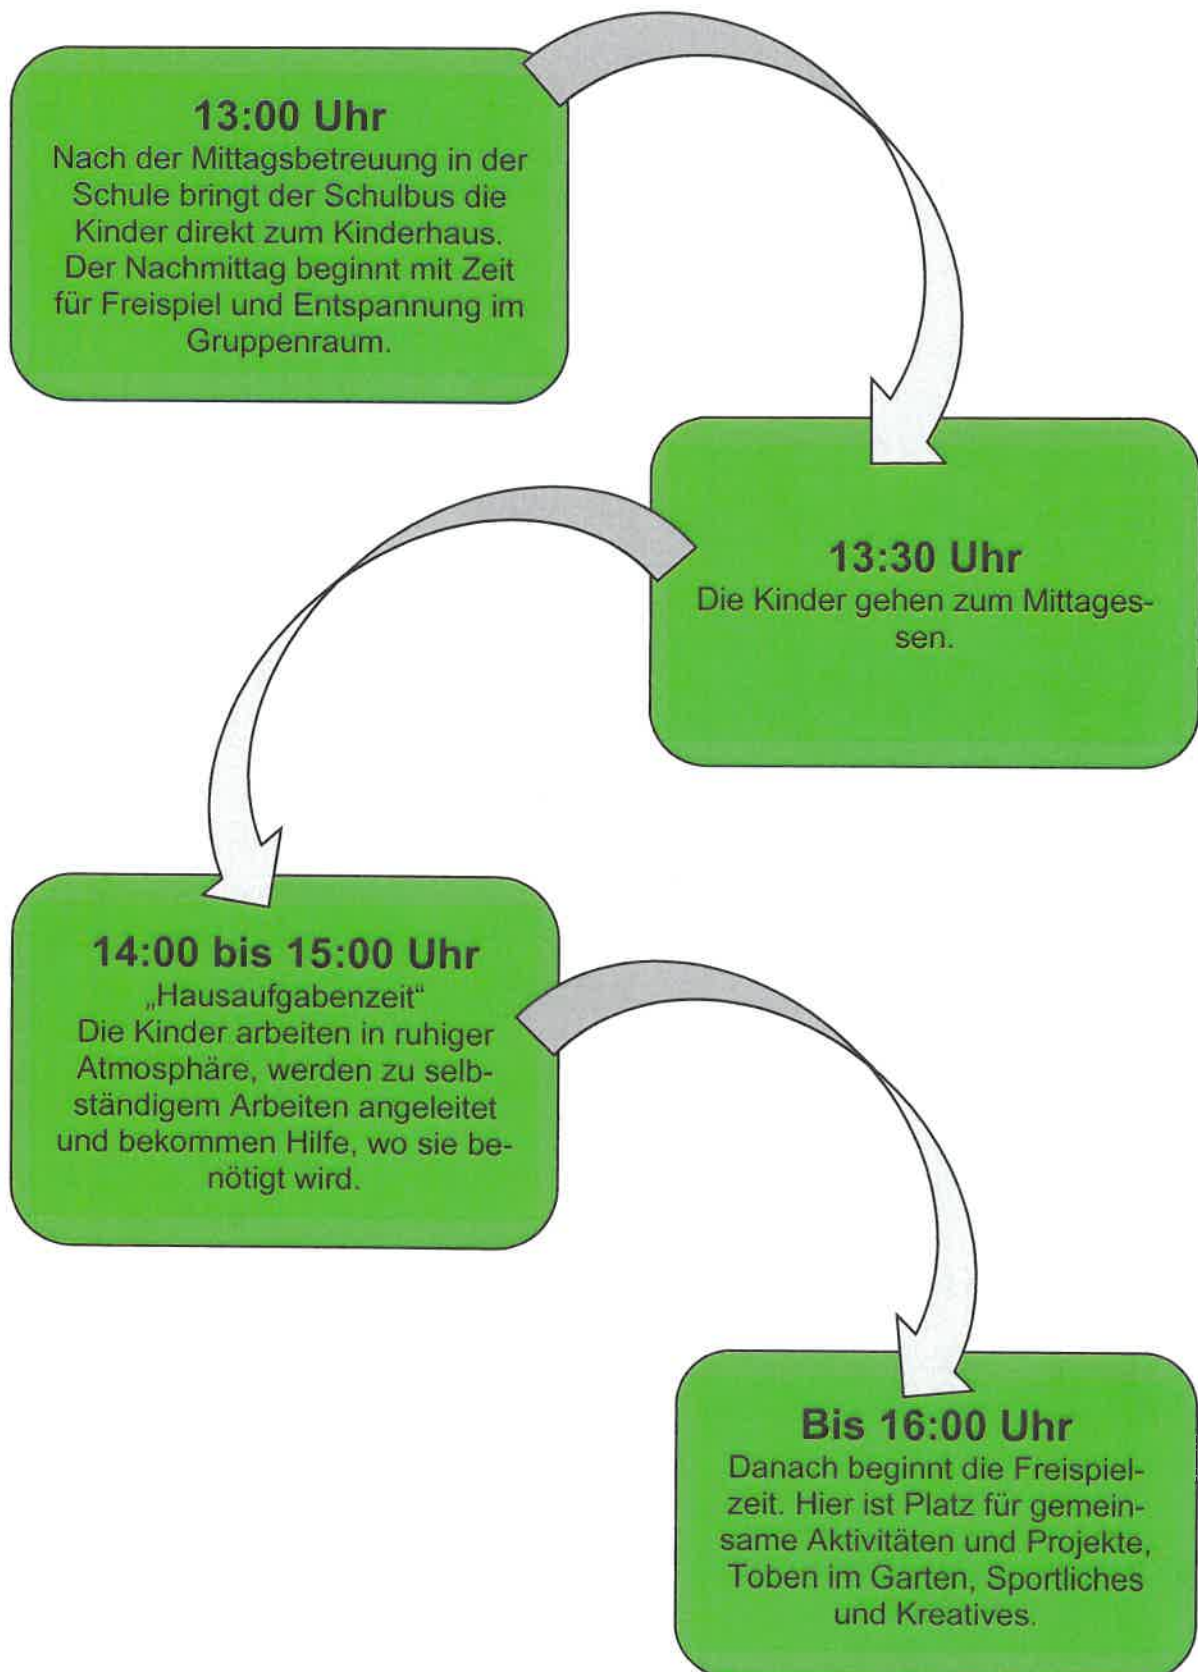 13:00 Uhr
Nach der Mittagsbetreuung in der
Schule bringt der Schulbus die
Kinder direkt zum Kinderhaus.
Der Nachmittag beginnt mit Zeit
für Freispiel und Entspannung im
Gruppenraum.
13:30 Uhr
Die Kinder gehen zum Mittages-
sen.
14:00 bis 15:00 Uhr
„Hausaufgabenzeit“
Die Kinder arbeiten in ruhiger
Atmosphäre, werden zu selb-
ständigem Arbeiten angeleitet
und bekommen Hilfe, wo sie be-
nötigt wird.
Bis 16:00 Uhr
Danach beginnt die Freispiel-
zeit. Hier ist Platz für gemein-
same Aktivitäten und Projekte,
Toben im Garten, Sportliches
und Kreatives.